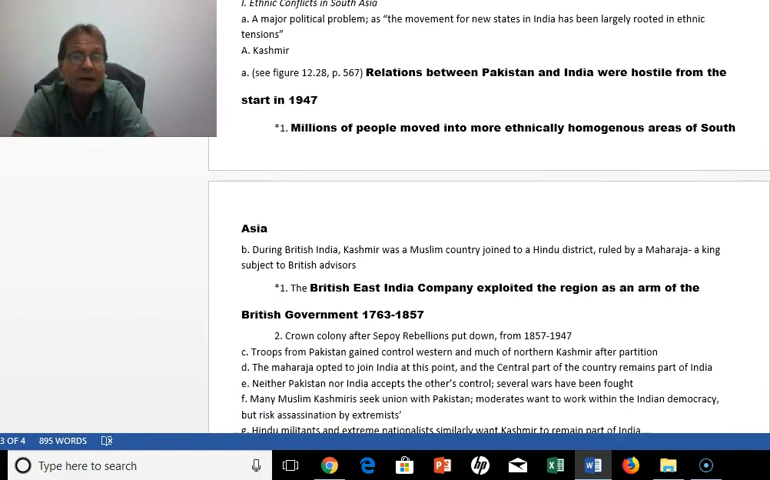 I. Ethnic Conflicts in South Asia
a. A major political problem; as “the movement for new states in India has been largely rooted in ethnic
tensions”
A. Kashmir
a. (see figure 12.28, p. 567) Relations between Pakistan and India were hostile from the
start in 1947
*1. Millions of people moved into more ethnically homogenous areas of South
Asia
b. During British India, Kashmir was a Muslim country joined to a Hindu district, ruled by a Maharaja- a king
subject to British advisors
*1. The British East India Company exploited the region as an arm of the
British Government 1763-1857
2. Crown colony after Sepoy Rebellions put down, from 1857-1947
c. Troops from Pakistan gained control western and much of northern Kashmir after partition
d. The maharaja opted to join India at this point, and the Central part of the country remains part of India
e. Neither Pakistan nor India accepts the other’s control; several wars have been fought
f. Many Muslim Kashmiris seek union with Pakistan; moderates want to work within the Indian democracy,
but risk assassination by extremists’
g. Hindu militants and extreme nationalists similarly want Kashmir to remain part of India
3 OF 4 895 WORDS
Type here to search